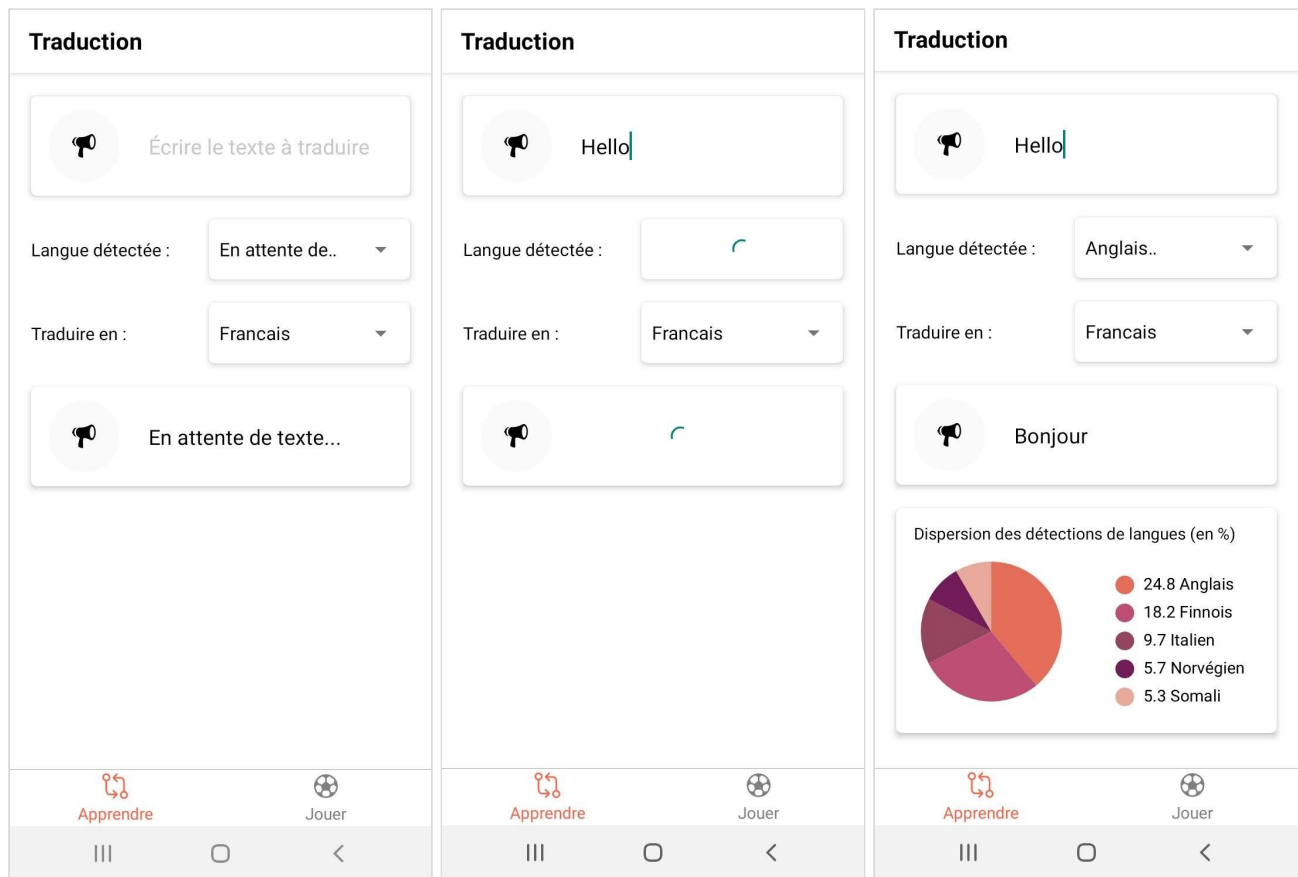 Traduction
Écrire le texte à traduire
Langue détectée :
En attente de..
Traduire en :
Francais
En attente de texte...
Apprendre
Jouer
Traduction
Hello
Langue détectée :
Traduire en :
Francais
Apprendre
Jouer
Traduction
Hello
Langue détectée :
Anglais..
Traduire en :
Francais
Bonjour
Dispersion des détections de langues (en %)
24.8 Anglais
18.2 Finnois
9.7 Italien
5.7 Norvégien
5.3 Somali
Apprendre
Jouer